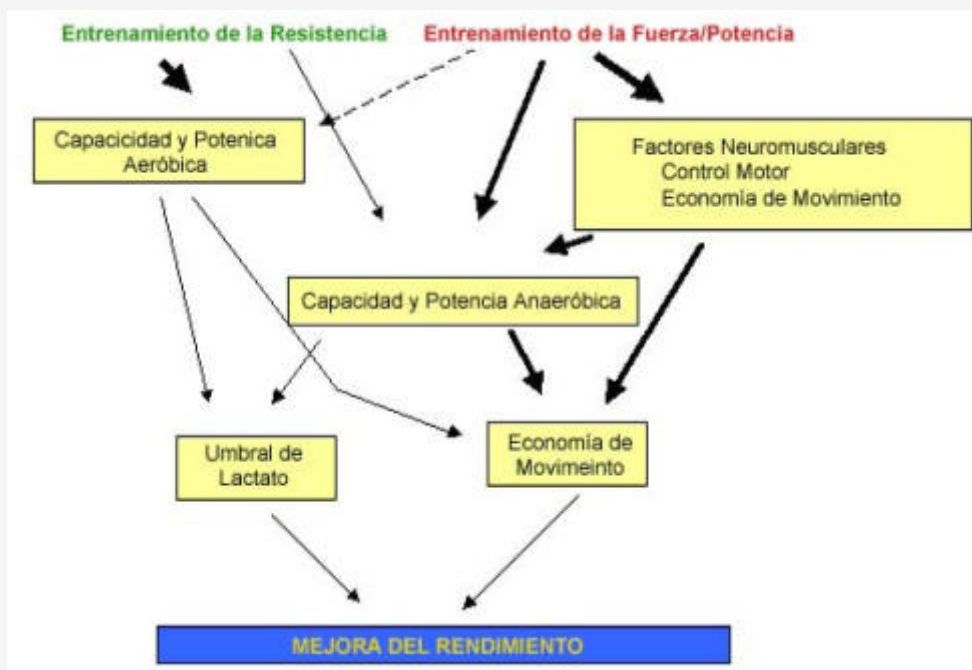 Entrenamiento de la Resistencia
Entrenamiento de la Fuerza/Potencia
Capacicidad y Potenica
Aeróbica
Factores Neuromusculares
Control Motor
Economía de Movimiento
Capacidad y Potencia Anaeróbica
Umbral de
Lactato
Economía de
Movimeinto
MEJORA DEL RENDIMIENTO